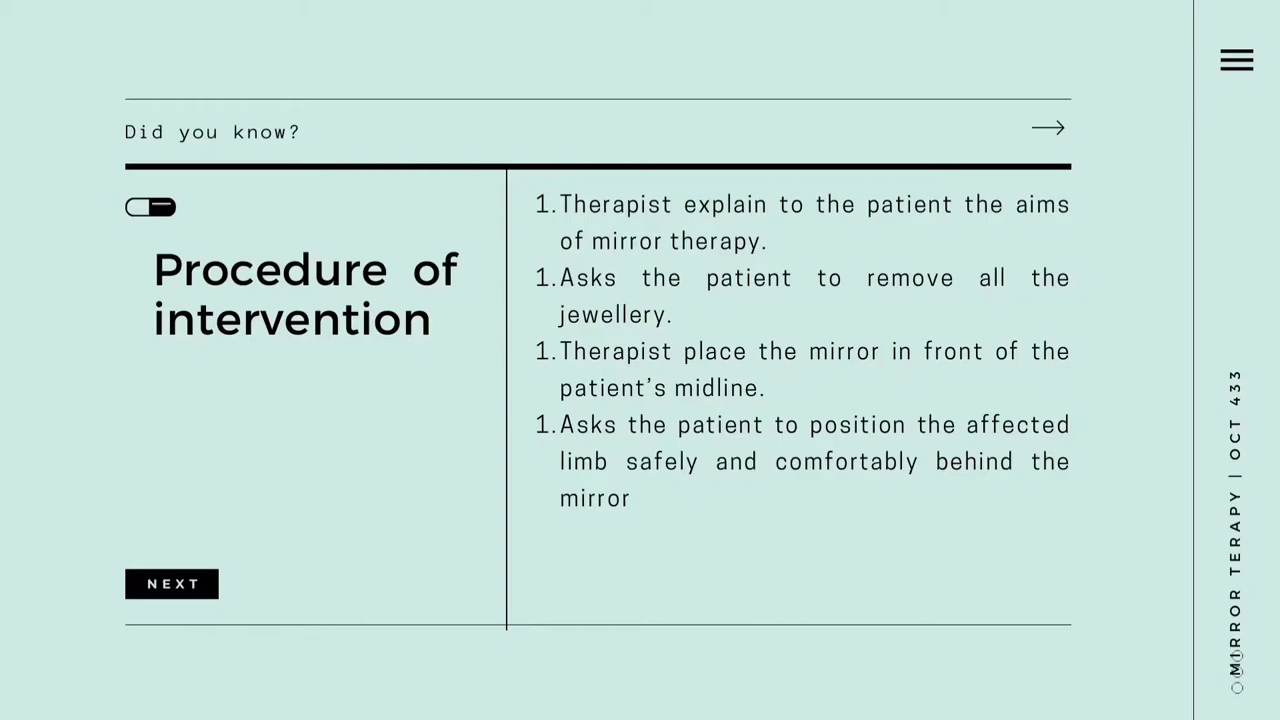 Did you know?
Procedure of
intervention
1.Therapist explain to the patient the aims
of mirror therapy.
1.Asks the patient to remove all the
jewellery.
1.Therapist place the mirror in front of the
patient’s midline.
1.Asks the patient to position the affected
limb safely and comfortably behind the
mirror
NEXT
MIRROR TERAPY | OCT 433